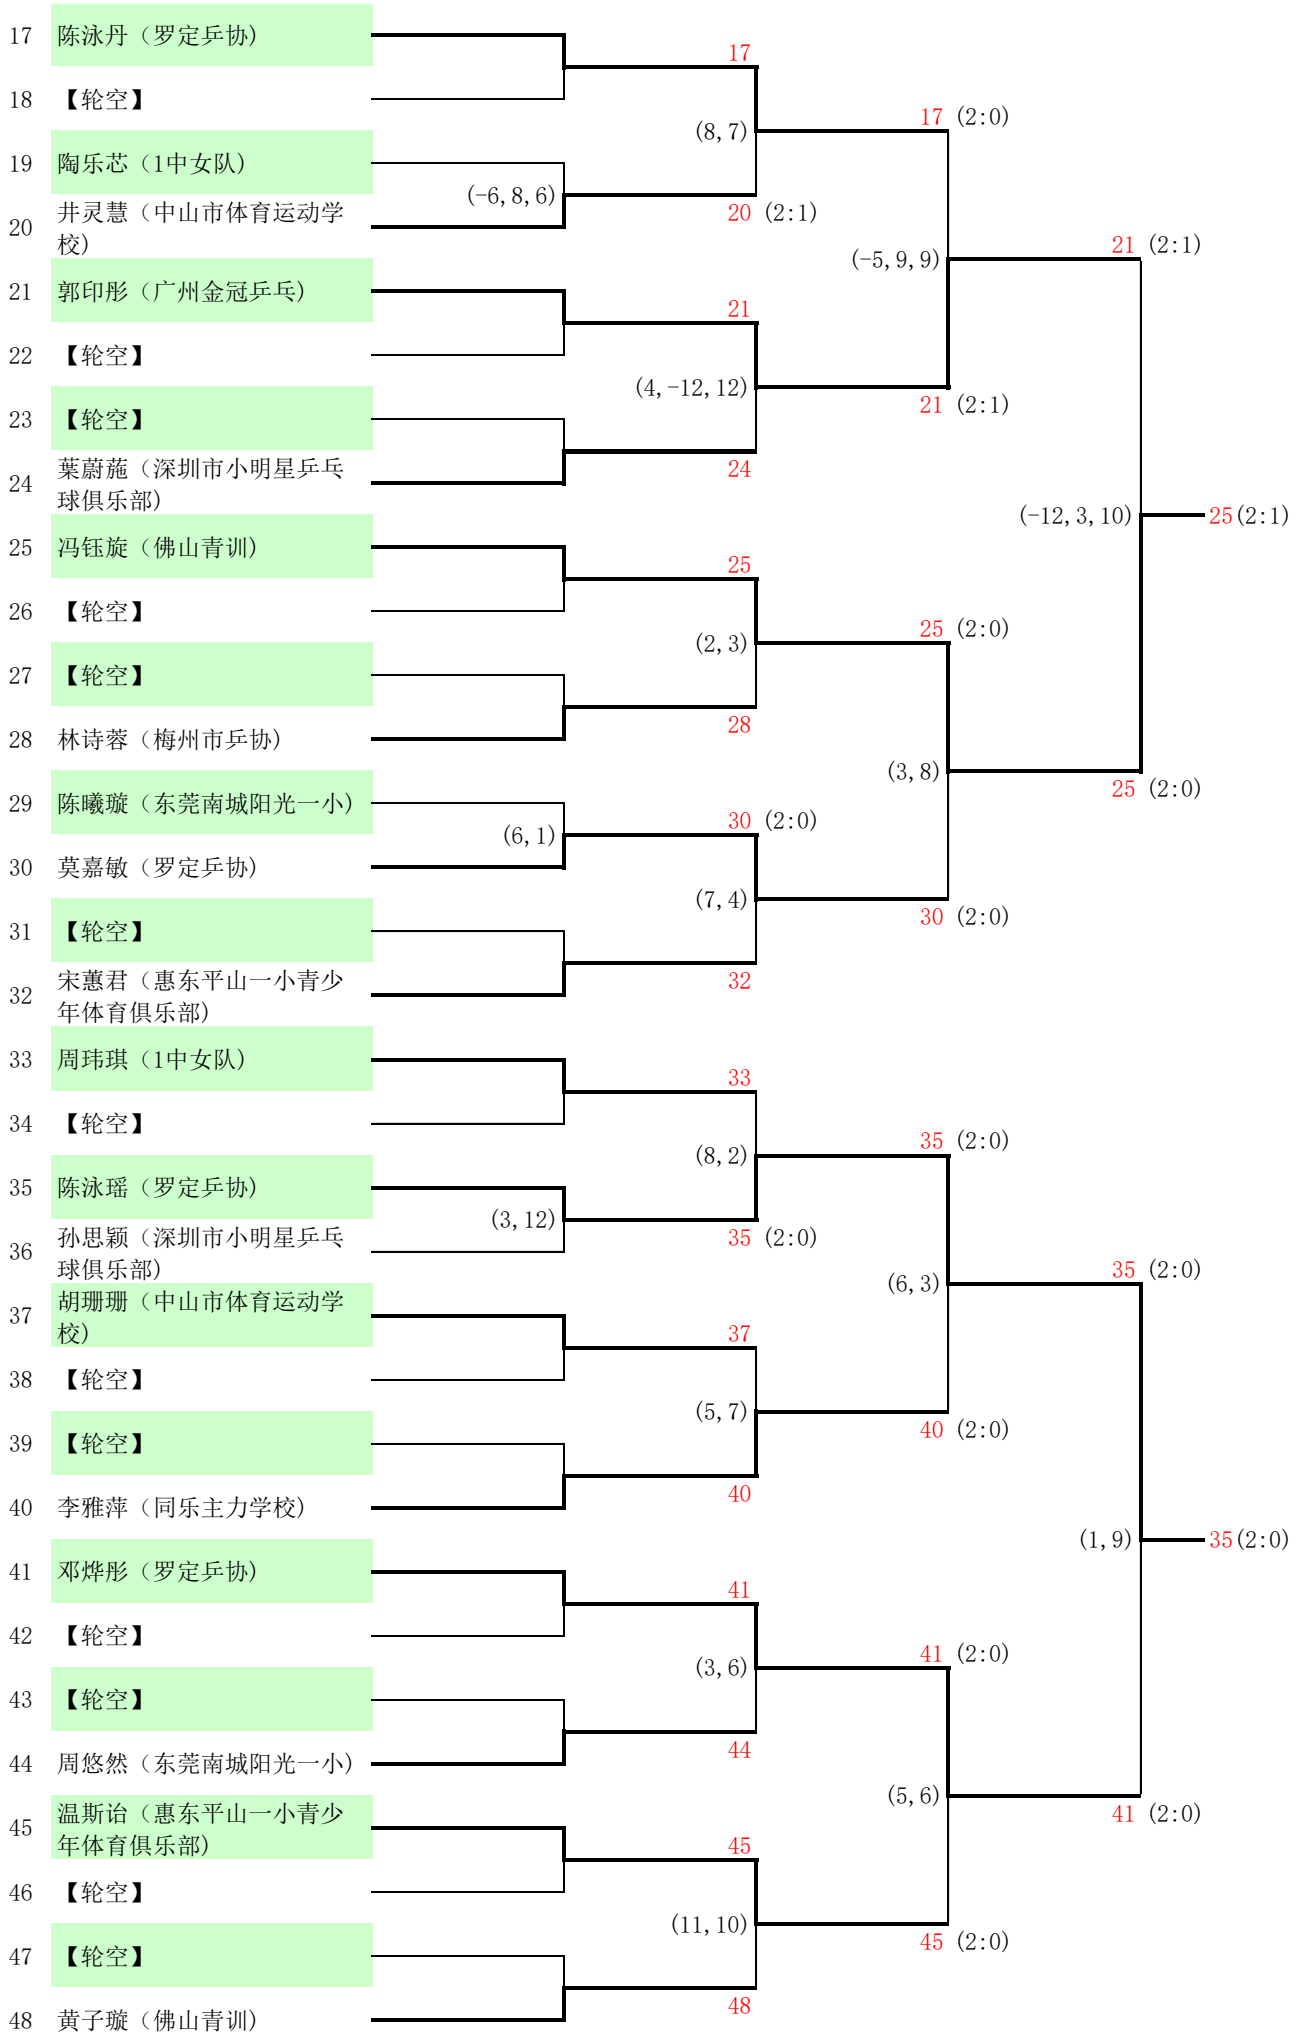 17 陈泳丹（罗定乒协）
17
18 【轮空】
17 (2:0)
(8,7)
19 陶乐芯（1中女队）
(-6,8,6)
20 井灵慧（中山市体育运动学
校）
20 (2:1)
21 (2:1)
(-5,9,9)
21 郭印彤（广州金冠乒乓）
21
22 【轮空】
(4,-12,12)
21 (2:1)
23 【轮空】
24 葉蔚葹（深圳市小明星乒乓
球俱乐部）
24
(-12,3,10)
25(2:1)
25 冯钰旋（佛山青训）
25
26 【轮空】
25 (2:0)
(2,3)
27 【轮空】
28
28 林诗蓉（梅州市乒协）
(3,8)
25 (2:0)
29 陈曦璇（东莞南城阳光一小）
30 (2:0)
(6,1)
30 莫嘉敏（罗定乒协）
(7,4)
30 (2:0)
31 【轮空】
32 宋蕙君（惠东平山一小青少
年体育俱乐部）
32
33 周玮琪（1中女队）
33
34 【轮空】
35 (2:0)
(8,2)
35 陈泳瑶（罗定乒协）
(3,12)
35 (2:0)
36 孙思颖（深圳市小明星乒乓
球俱乐部）
35 (2:0)
(6,3)
37 胡珊珊（中山市体育运动学
校）
37
38 【轮空】
(5,7)
40 (2:0)
39 【轮空】
40
40 李雅萍（同乐主力学校）
(1,9)
35(2:0)
41 邓烨彤（罗定乒协）
41
42 【轮空】
41 (2:0)
(3,6)
43 【轮空】
44
44 周悠然（东莞南城阳光一小）
(5,6)
41 (2:0)
45 温斯诒（惠东平山一小青少
年体育俱乐部）
45
46 【轮空】
(11,10)
45 (2:0)
47 【轮空】
48
48 黄子璇（佛山青训）